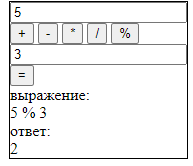 5
+ - * / %
3
=
выражение:
5 % 3
ответ:
2